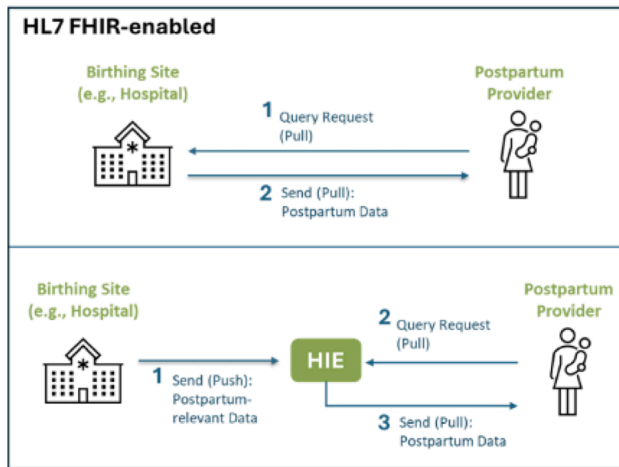 HL7 FHIR-enabled
Birthing Site
(e.g., Hospital)
Postpartum
Provider
1 Query Request
(Pull)
2 Send (Pull):
Postpartum Data
Birthing Site
(e.g., Hospital)
Postpartum
Provider
2 Query Request
(Pull)
HIE
1 Send (Push):
Postpartum-
relevant Data
3 Send (Pull):
Postpartum Data